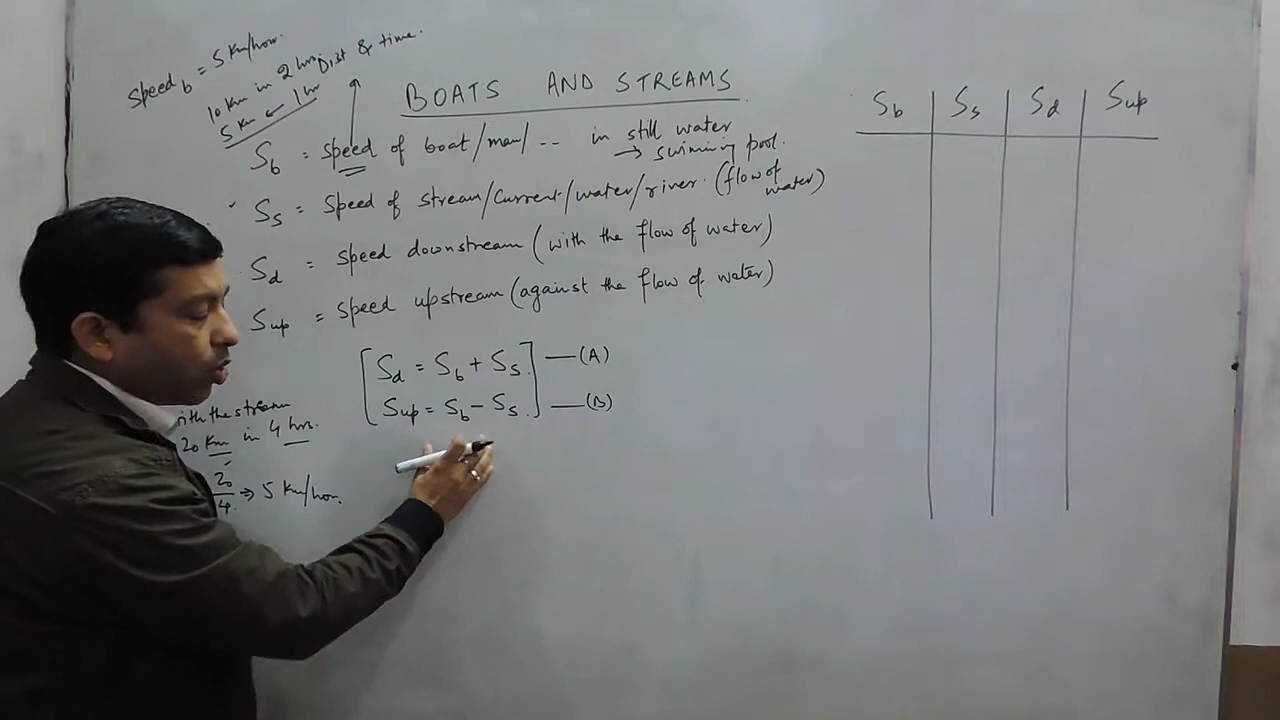 Speed b = 5 Km/hour.
10 Km in 2 hrs.
5 Km ← 1 hr
Dist & time.
BOATS AND STREAMS
Sb = speed of boat/man/ -- in still water
→ swimming pool.
Ss = Speed of stream/current/water/river. (flow of water)
Sd = Speed downstream (with the flow of water)
Sup = Speed upstream (against the flow of water)
Sd = Sb + Ss. —(A)
Sup = Sb - Ss. —(B)
ith the stream
20 Km in 4 hrs.
20/4. → 5 Km/hour.
Sb | Ss | Sd | Sup